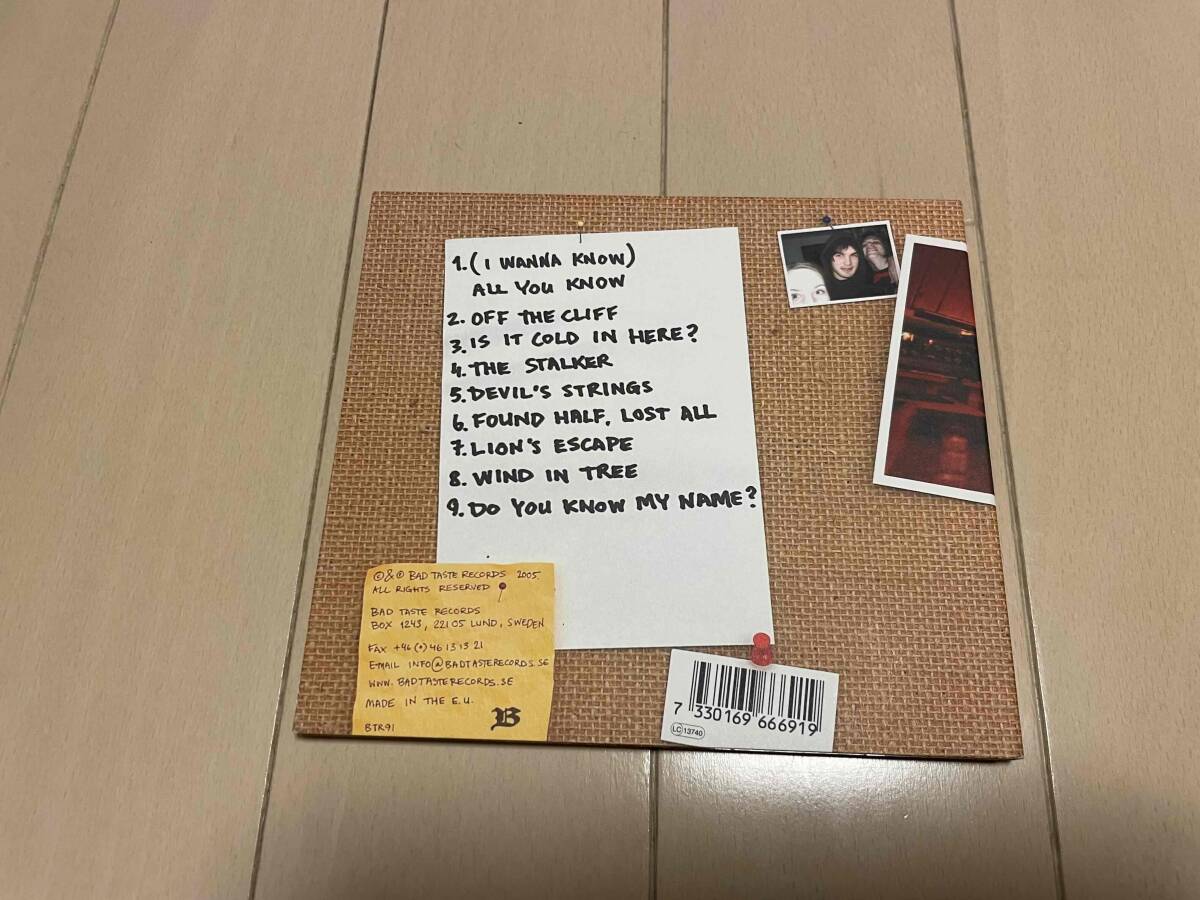 1. (I WANNA KNOW)
ALL YOU KNOW
2. OFF THE CLIFF
3. IS IT COLD IN HERE?
4. THE STALKER
5. DEVIL'S STRINGS
6. FOUND HALF, LOST ALL
7. LION'S ESCAPE
8. WIND IN TREE
9. DO YOU KNOW MY NAME?
©&℗ BAD TASTE RECORDS 2005.
ALL RIGHTS RESERVED
BAD TASTE RECORDS
BOX 1243, 221 05 LUND, SWEDEN
FAX +46 (0) 46 13 13 21
EMAIL INFO@BADTASTERECORDS.SE
WWW.BADTASTERECORDS.SE
MADE IN THE E.U.
BTR91
B
7 330169 666919
LC 13740